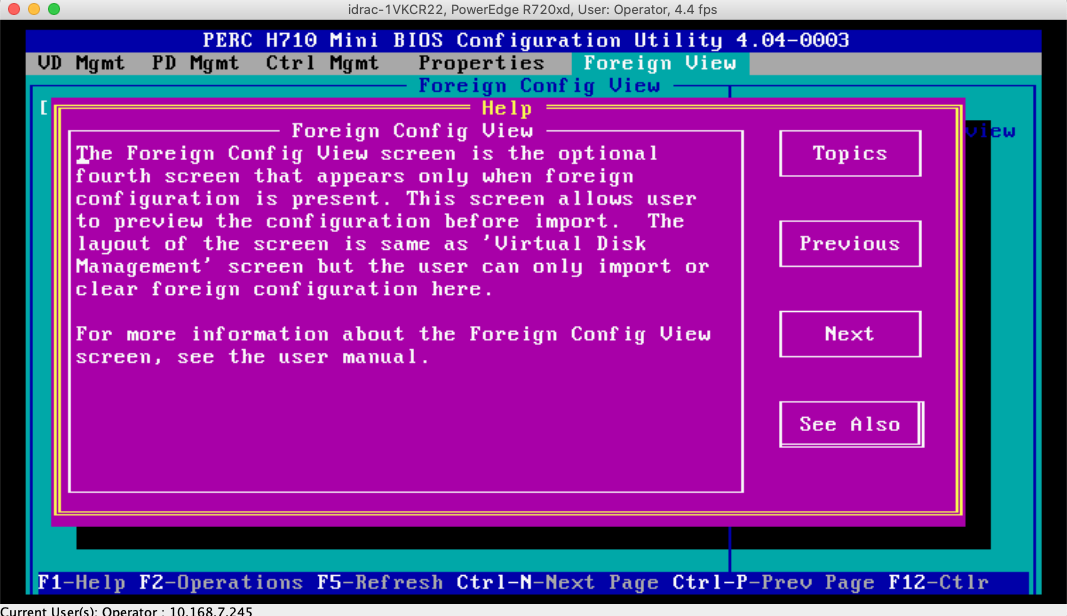 idrac-1VKCR22, PowerEdge R720xd, User: Operator, 4.4 fps
PERC H710 Mini BIOS Configuration Utility 4.04-0003
VD Mgmt PD Mgmt Ctrl Mgmt Properties Foreign View
Foreign Config View
[
Help
view
Foreign Config View
The Foreign Config View screen is the optional
fourth screen that appears only when foreign
configuration is present. This screen allows user
to preview the configuration before import. The
layout of the screen is same as 'Virtual Disk
Management' screen but the user can only import or
clear foreign configuration here.
For more information about the Foreign Config View
screen, see the user manual.
Topics
Previous
Next
See Also
F1-Help F2-Operations F5-Refresh Ctrl-N-Next Page Ctrl-P-Prev Page F12-Ctlr
Current User(s): Operator : 10.168.7.245